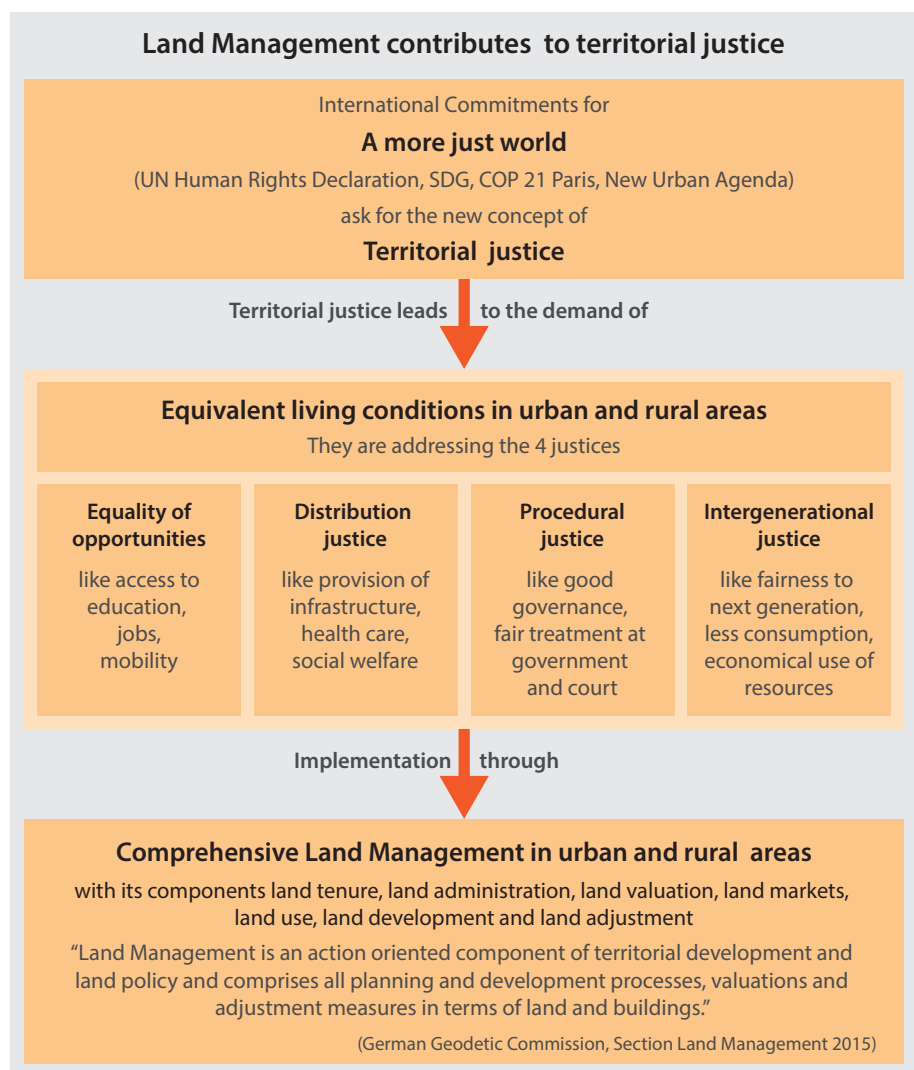 Land Management contributes to territorial justice
International Commitments for
A more just world
(UN Human Rights Declaration, SDG, COP 21 Paris, New Urban Agenda)
ask for the new concept of
Territorial justice
Territorial justice leads to the demand of
Equivalent living conditions in urban and rural areas
They are addressing the 4 justices
Equality of
opportunities
like access to
education,
jobs,
mobility
Distribution
justice
like provision of
infrastructure,
health care,
social welfare
Procedural
justice
like good
governance,
fair treatment at
government
and court
Intergenerational
justice
like fairness to
next generation,
less consumption,
economical use of
resources
Implementation through
Comprehensive Land Management in urban and rural areas
with its components land tenure, land administration, land valuation, land markets,
land use, land development and land adjustment
“Land Management is an action oriented component of territorial development and
land policy and comprises all planning and development processes, valuations and
adjustment measures in terms of land and buildings.”
(German Geodetic Commission, Section Land Management 2015)